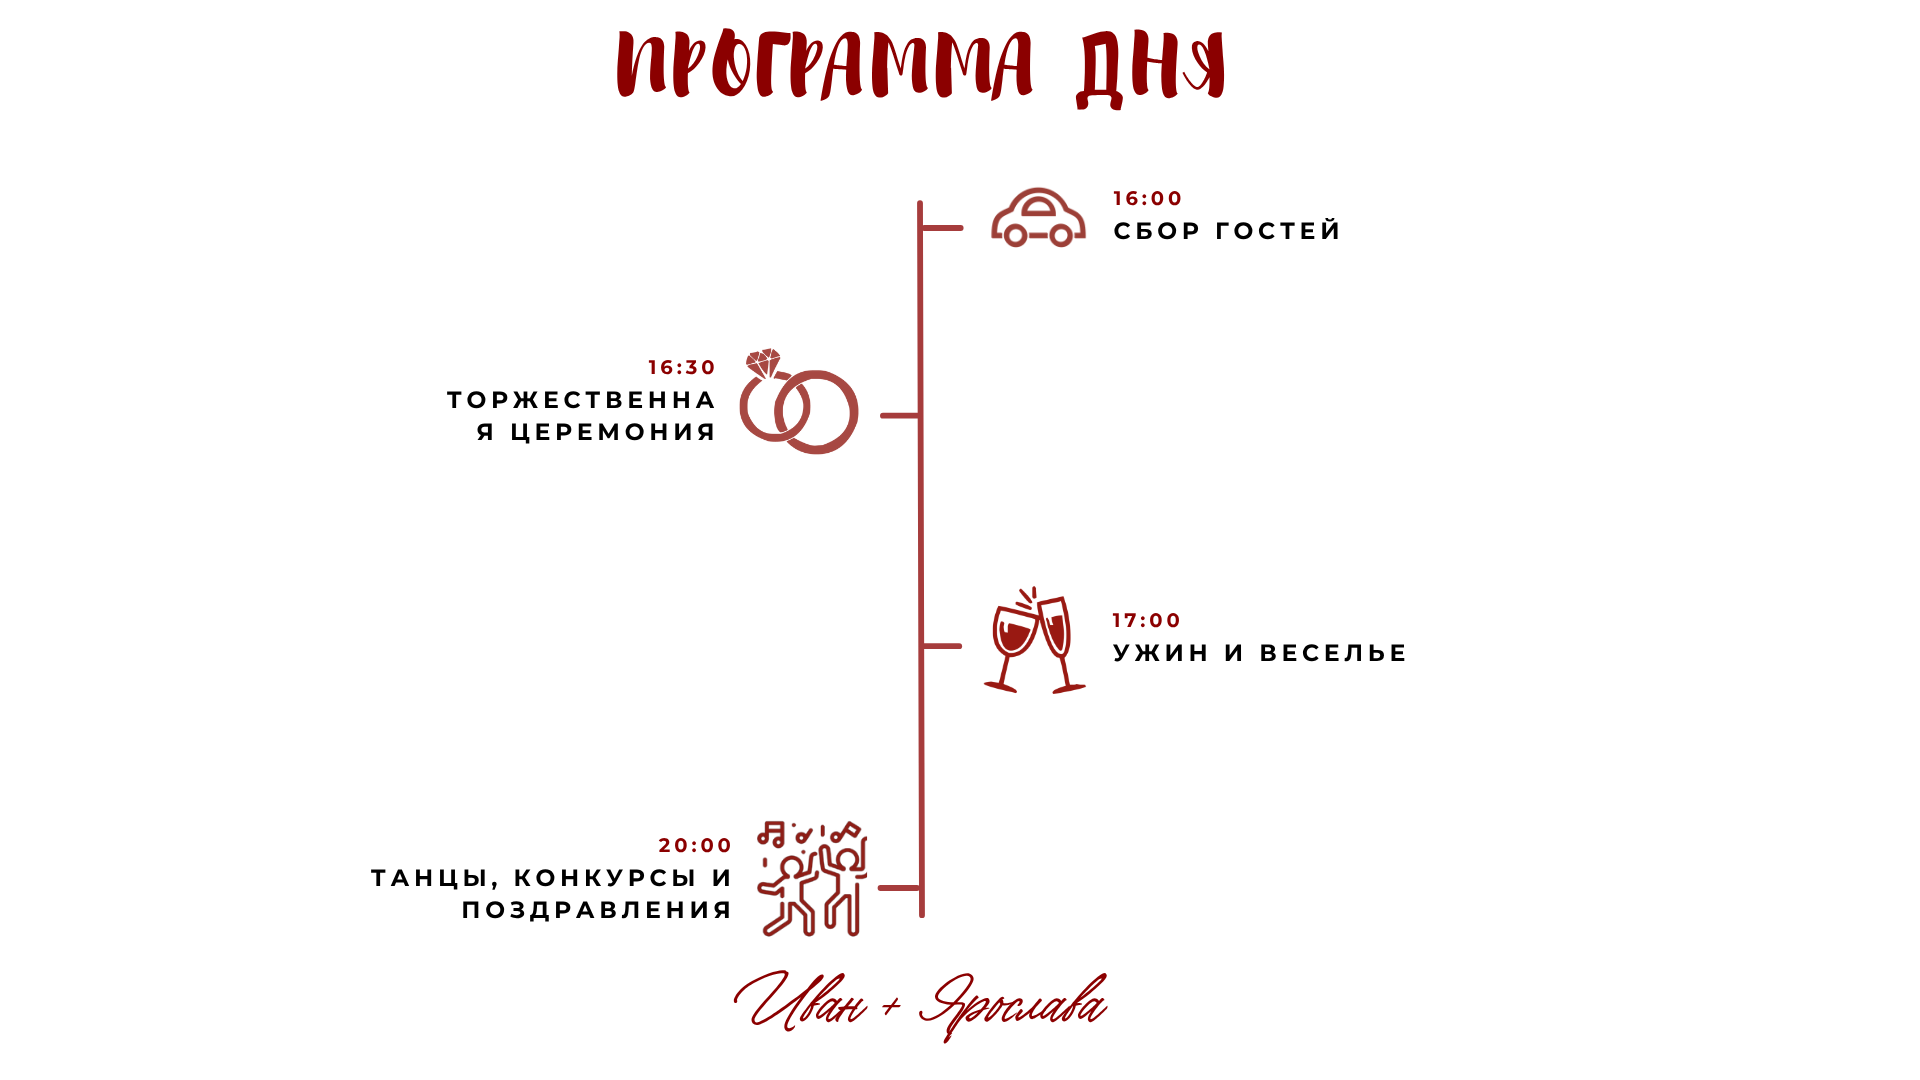 ПРОГРАММА ДНЯ
16:00
СБОР ГОСТЕЙ
16:30
ТОРЖЕСТВЕННА
Я ЦЕРЕМОНИЯ
17:00
УЖИН И ВЕСЕЛЬЕ
20:00
ТАНЦЫ, КОНКУРСЫ И
ПОЗДРАВЛЕНИЯ
Иван + Ярослава